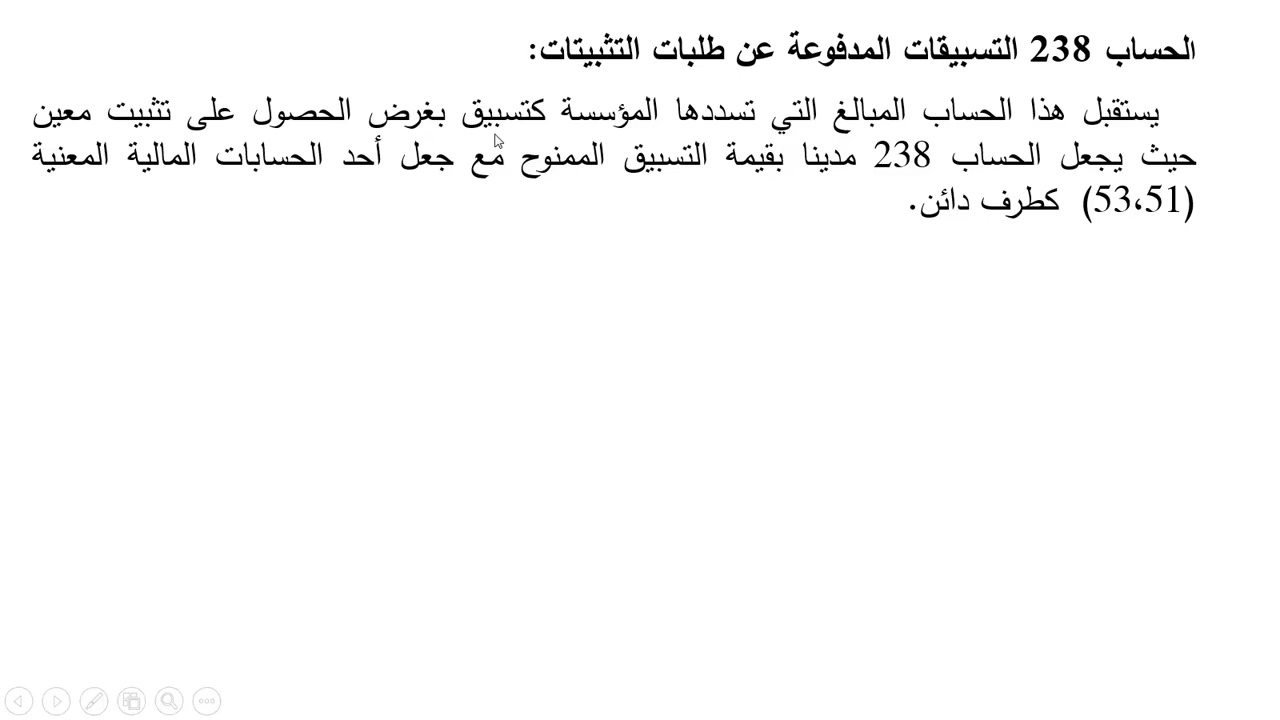 الحساب 238 التسبيقات المدفوعة عن طلبات التثبيتات:
يستقبل هذا الحساب المبالغ التي تسددها المؤسسة كتسبيق بغرض الحصول على تثبيت معين
حيث يجعل الحساب 238 مدينا بقيمة التسبيق الممنوح مع جعل أحد الحسابات المالية المعنية
(53،51) كطرف دائن.